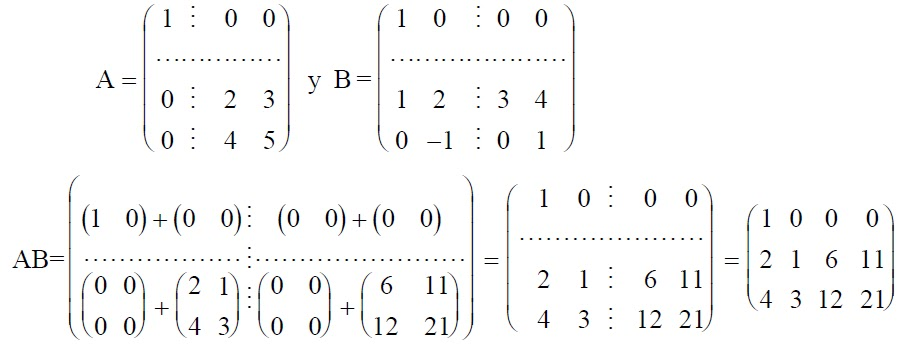 A = ( 1 ⋮ 0 0 ) y B = ( 1 0 ⋮ 0 0 )
( …………… ) ( ………………… )
( 0 ⋮ 2 3 ) ( 1 2 ⋮ 3 4 )
( 0 ⋮ 4 5 ) ( 0 −1 ⋮ 0 1 )
AB= ( (1 0)+(0 0) ⋮ (0 0)+(0 0) ) = ( 1 0 ⋮ 0 0 ) = ( 1 0 0 0 )
( ……………… ⋮ ……………………… ) ( ………………… ) ( 2 1 6 11 )
( (0 0) + (2 1) ⋮ (0 0) + (6 11) ) ( 2 1 ⋮ 6 11 ) ( 4 3 12 21 )
( (0 0) (4 3) ⋮ (0 0) (12 21) ) ( 4 3 ⋮ 12 21 )